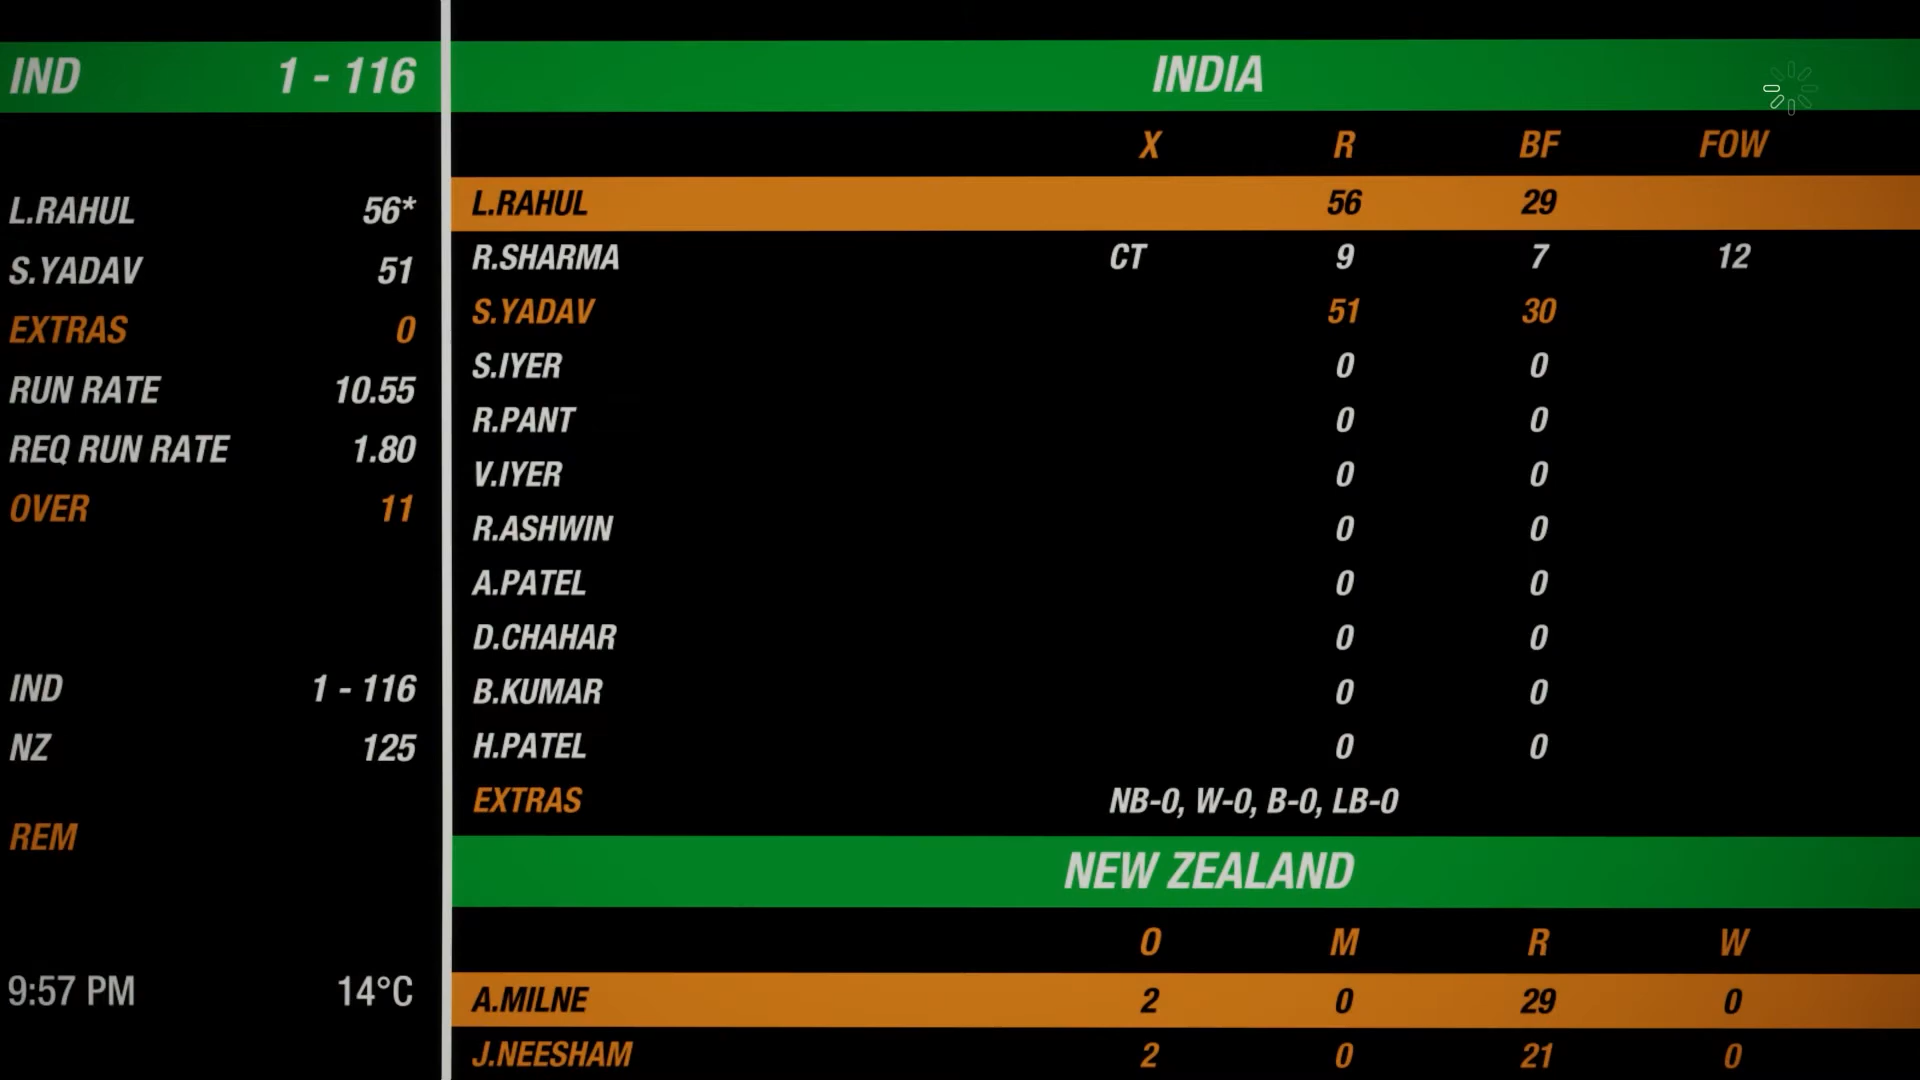 IND 1 - 116
L.RAHUL 56*
S.YADAV 51
EXTRAS 0
RUN RATE 10.55
REQ RUN RATE 1.80
OVER 11
IND 1 - 116
NZ 125
REM
9:57 PM 14°C
INDIA
X R BF FOW
L.RAHUL 56 29
R.SHARMA CT 9 7 12
S.YADAV 51 30
S.IYER 0 0
R.PANT 0 0
V.IYER 0 0
R.ASHWIN 0 0
A.PATEL 0 0
D.CHAHAR 0 0
B.KUMAR 0 0
H.PATEL 0 0
EXTRAS NB-0, W-0, B-0, LB-0
NEW ZEALAND
O M R W
A.MILNE 2 0 29 0
J.NEESHAM 2 0 21 0